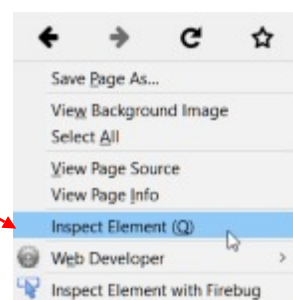 Save Page As...
View Background Image
Select All
View Page Source
View Page Info
Inspect Element (Q)
Web Developer
Inspect Element with Firebug